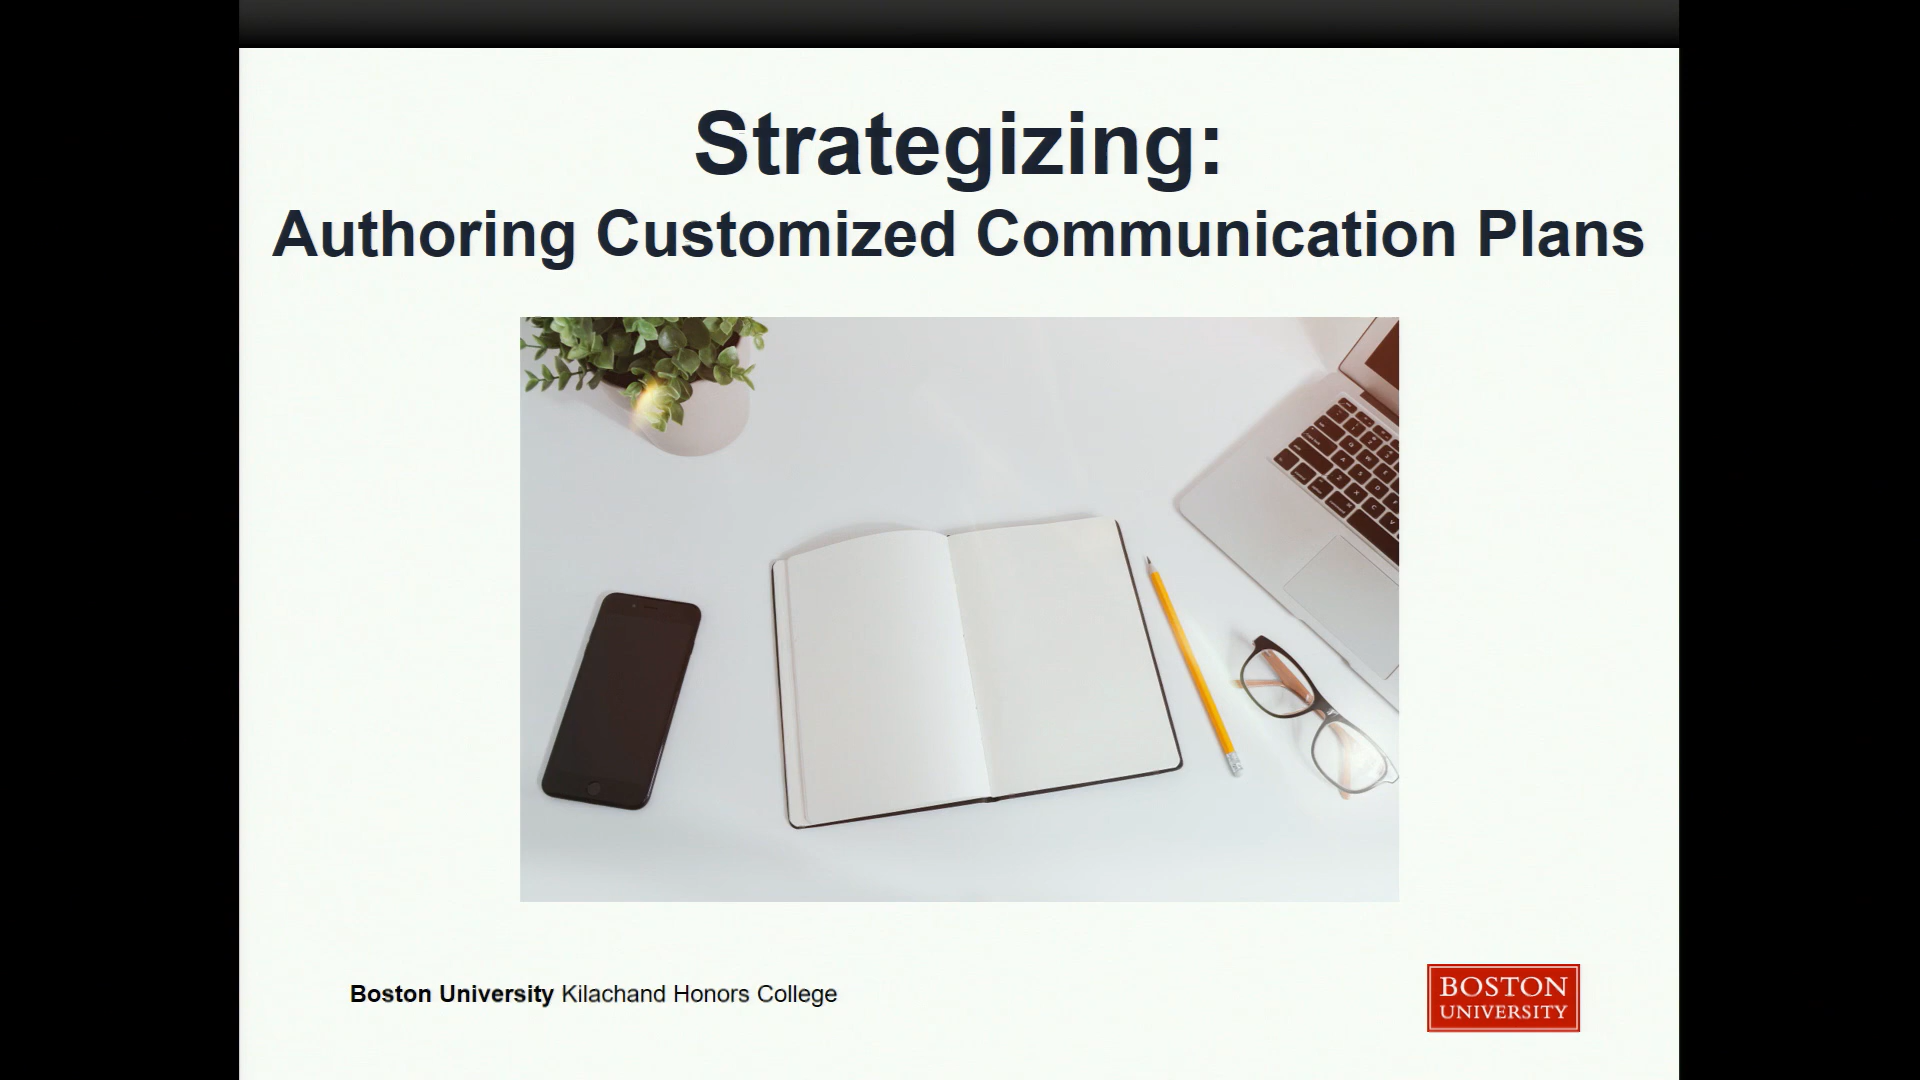 Strategizing:
Authoring Customized Communication Plans
Boston University Kilachand Honors College
BOSTON
UNIVERSITY